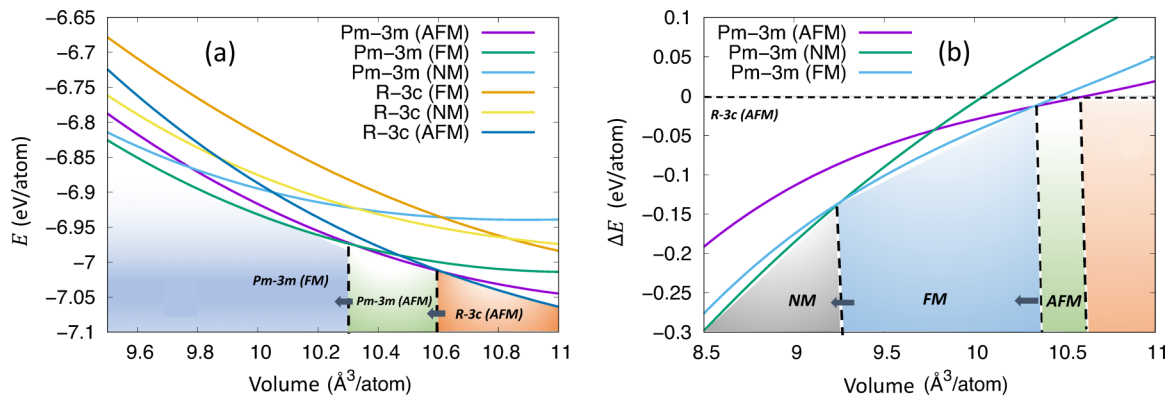 −6.65
−6.7
−6.75
−6.8
−6.85
−6.9
−6.95
−7
−7.05
−7.1
E (eV/atom)
(a)
Pm−3m (AFM)
Pm−3m (FM)
Pm−3m (NM)
R−3c (FM)
R−3c (NM)
R−3c (AFM)
Pm-3m (FM)
Pm-3m (AFM)
R-3c (AFM)
9.6 9.8 10 10.2 10.4 10.6 10.8 11
Volume (Å³/atom)
0.1
0.05
0
−0.05
−0.1
−0.15
−0.2
−0.25
−0.3
ΔE (eV/atom)
Pm−3m (AFM)
Pm−3m (NM)
Pm−3m (FM)
(b)
R-3c (AFM)
NM
FM
AFM
8.5 9 9.5 10 10.5 11
Volume (Å³/atom)